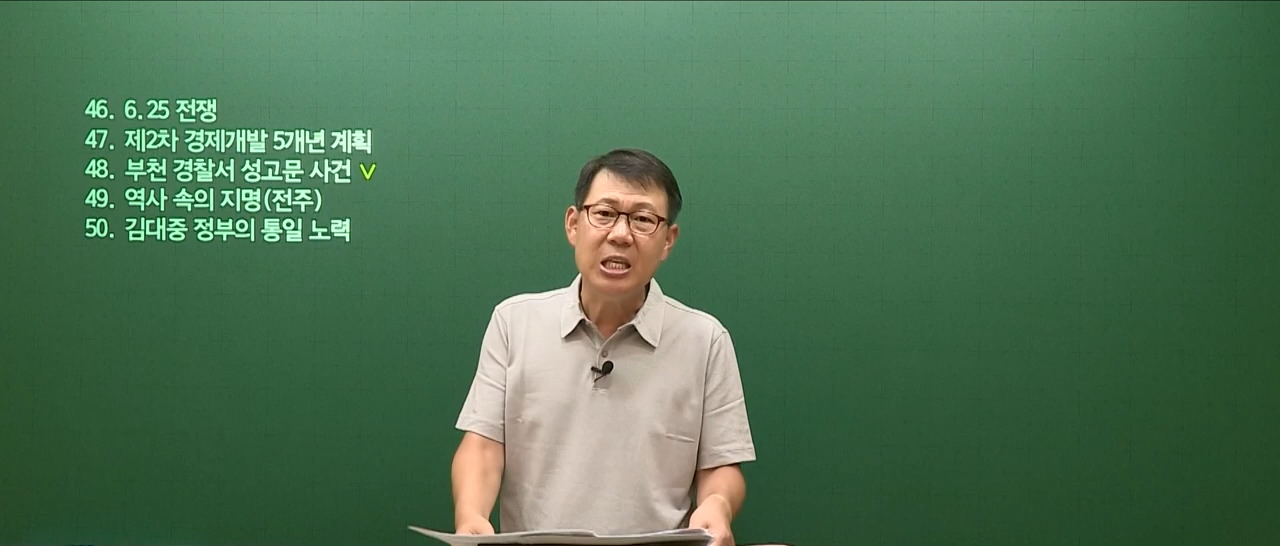 46. 6.25 전쟁
47. 제2차 경제개발 5개년 계획
48. 부천 경찰서 성고문 사건 ∨
49. 역사 속의 지명(전주)
50. 김대중 정부의 통일 노력